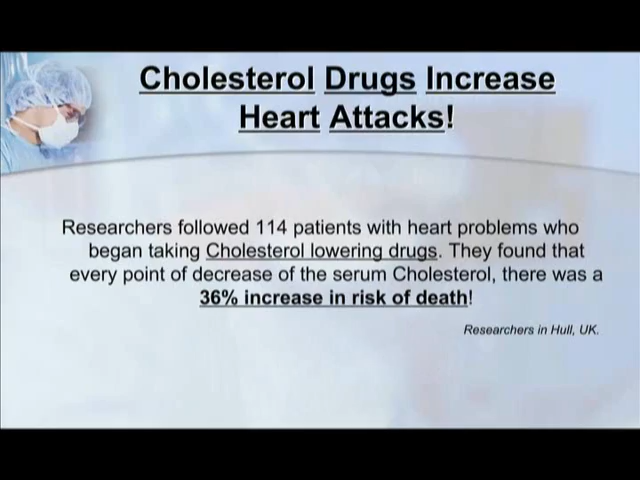 Cholesterol Drugs Increase
Heart Attacks!
Researchers followed 114 patients with heart problems who
began taking Cholesterol lowering drugs. They found that
every point of decrease of the serum Cholesterol, there was a
36% increase in risk of death!
Researchers in Hull, UK.